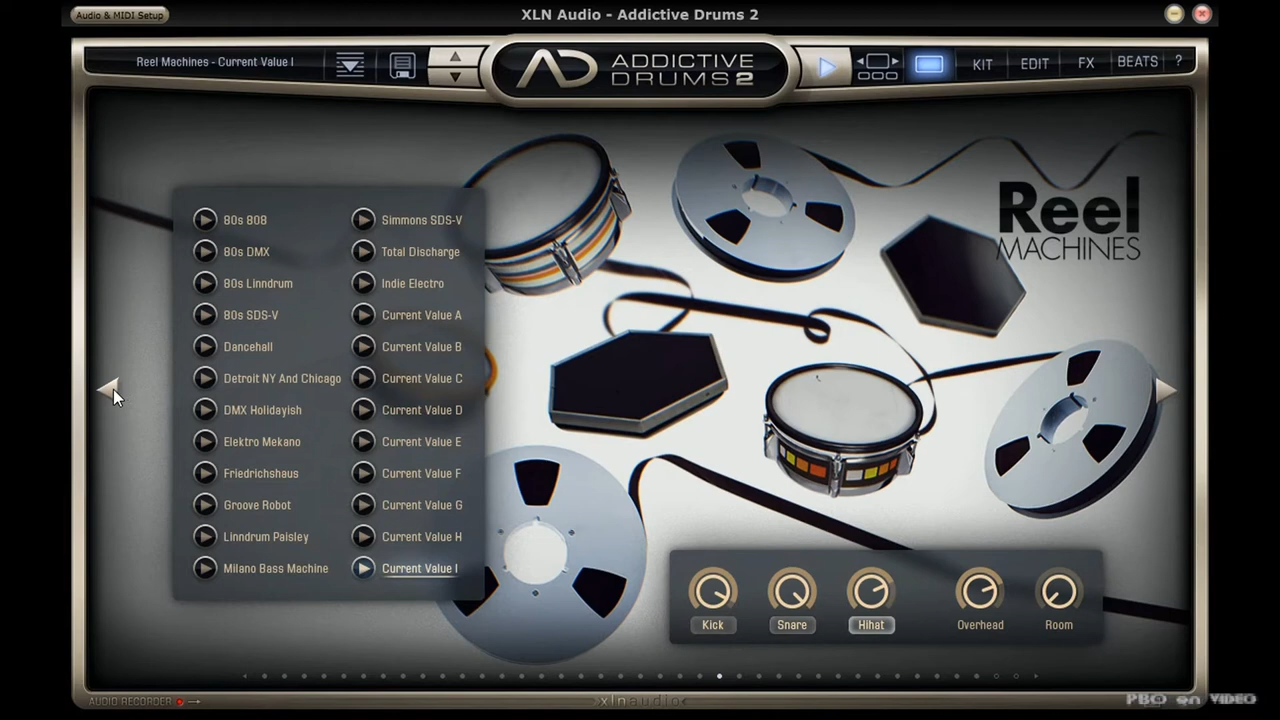 Audio & MIDI Setup
XLN Audio - Addictive Drums 2
Reel Machines - Current Value I
ADDICTIVE
DRUMS 2
KIT
EDIT
FX
BEATS
?
Reel
MACHINES
80s 808
80s DMX
80s Linndrum
80s SDS-V
Dancehall
Detroit NY And Chicago
DMX Holidayish
Elektro Mekano
Friedrichshaus
Groove Robot
Linndrum Paisley
Milano Bass Machine
Simmons SDS-V
Total Discharge
Indie Electro
Current Value A
Current Value B
Current Value C
Current Value D
Current Value E
Current Value F
Current Value G
Current Value H
Current Value I
Kick
Snare
Hihat
Overhead
Room
AUDIO RECORDER
xlnaudio
PBO on VIDEO